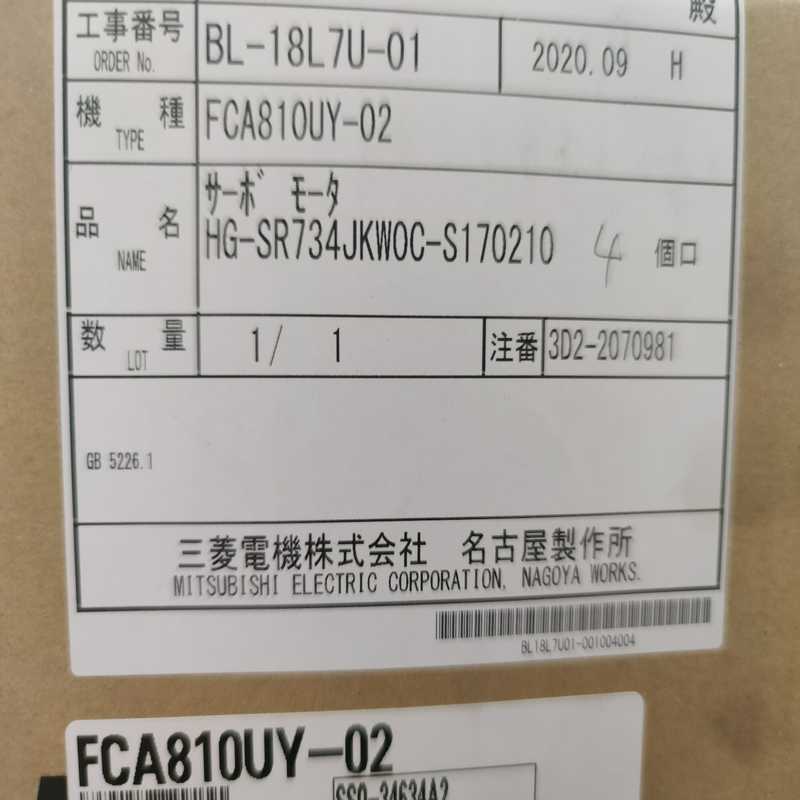 殿
工事番号 BL-18L7U-01 2020.09 H
ORDER No.
機 種 FCA810UY-02
TYPE
サーボ モータ
品 名 HG-SR734JKWOC-S170210 4 個口
NAME
数 量 1/ 1 注番 3D2-2070981
LOT
GB 5226.1
三菱電機株式会社 名古屋製作所
MITSUBISHI ELECTRIC CORPORATION, NAGOYA WORKS.
BL18L7U01-001004004
FCA810UY-02
SSO-34634A2